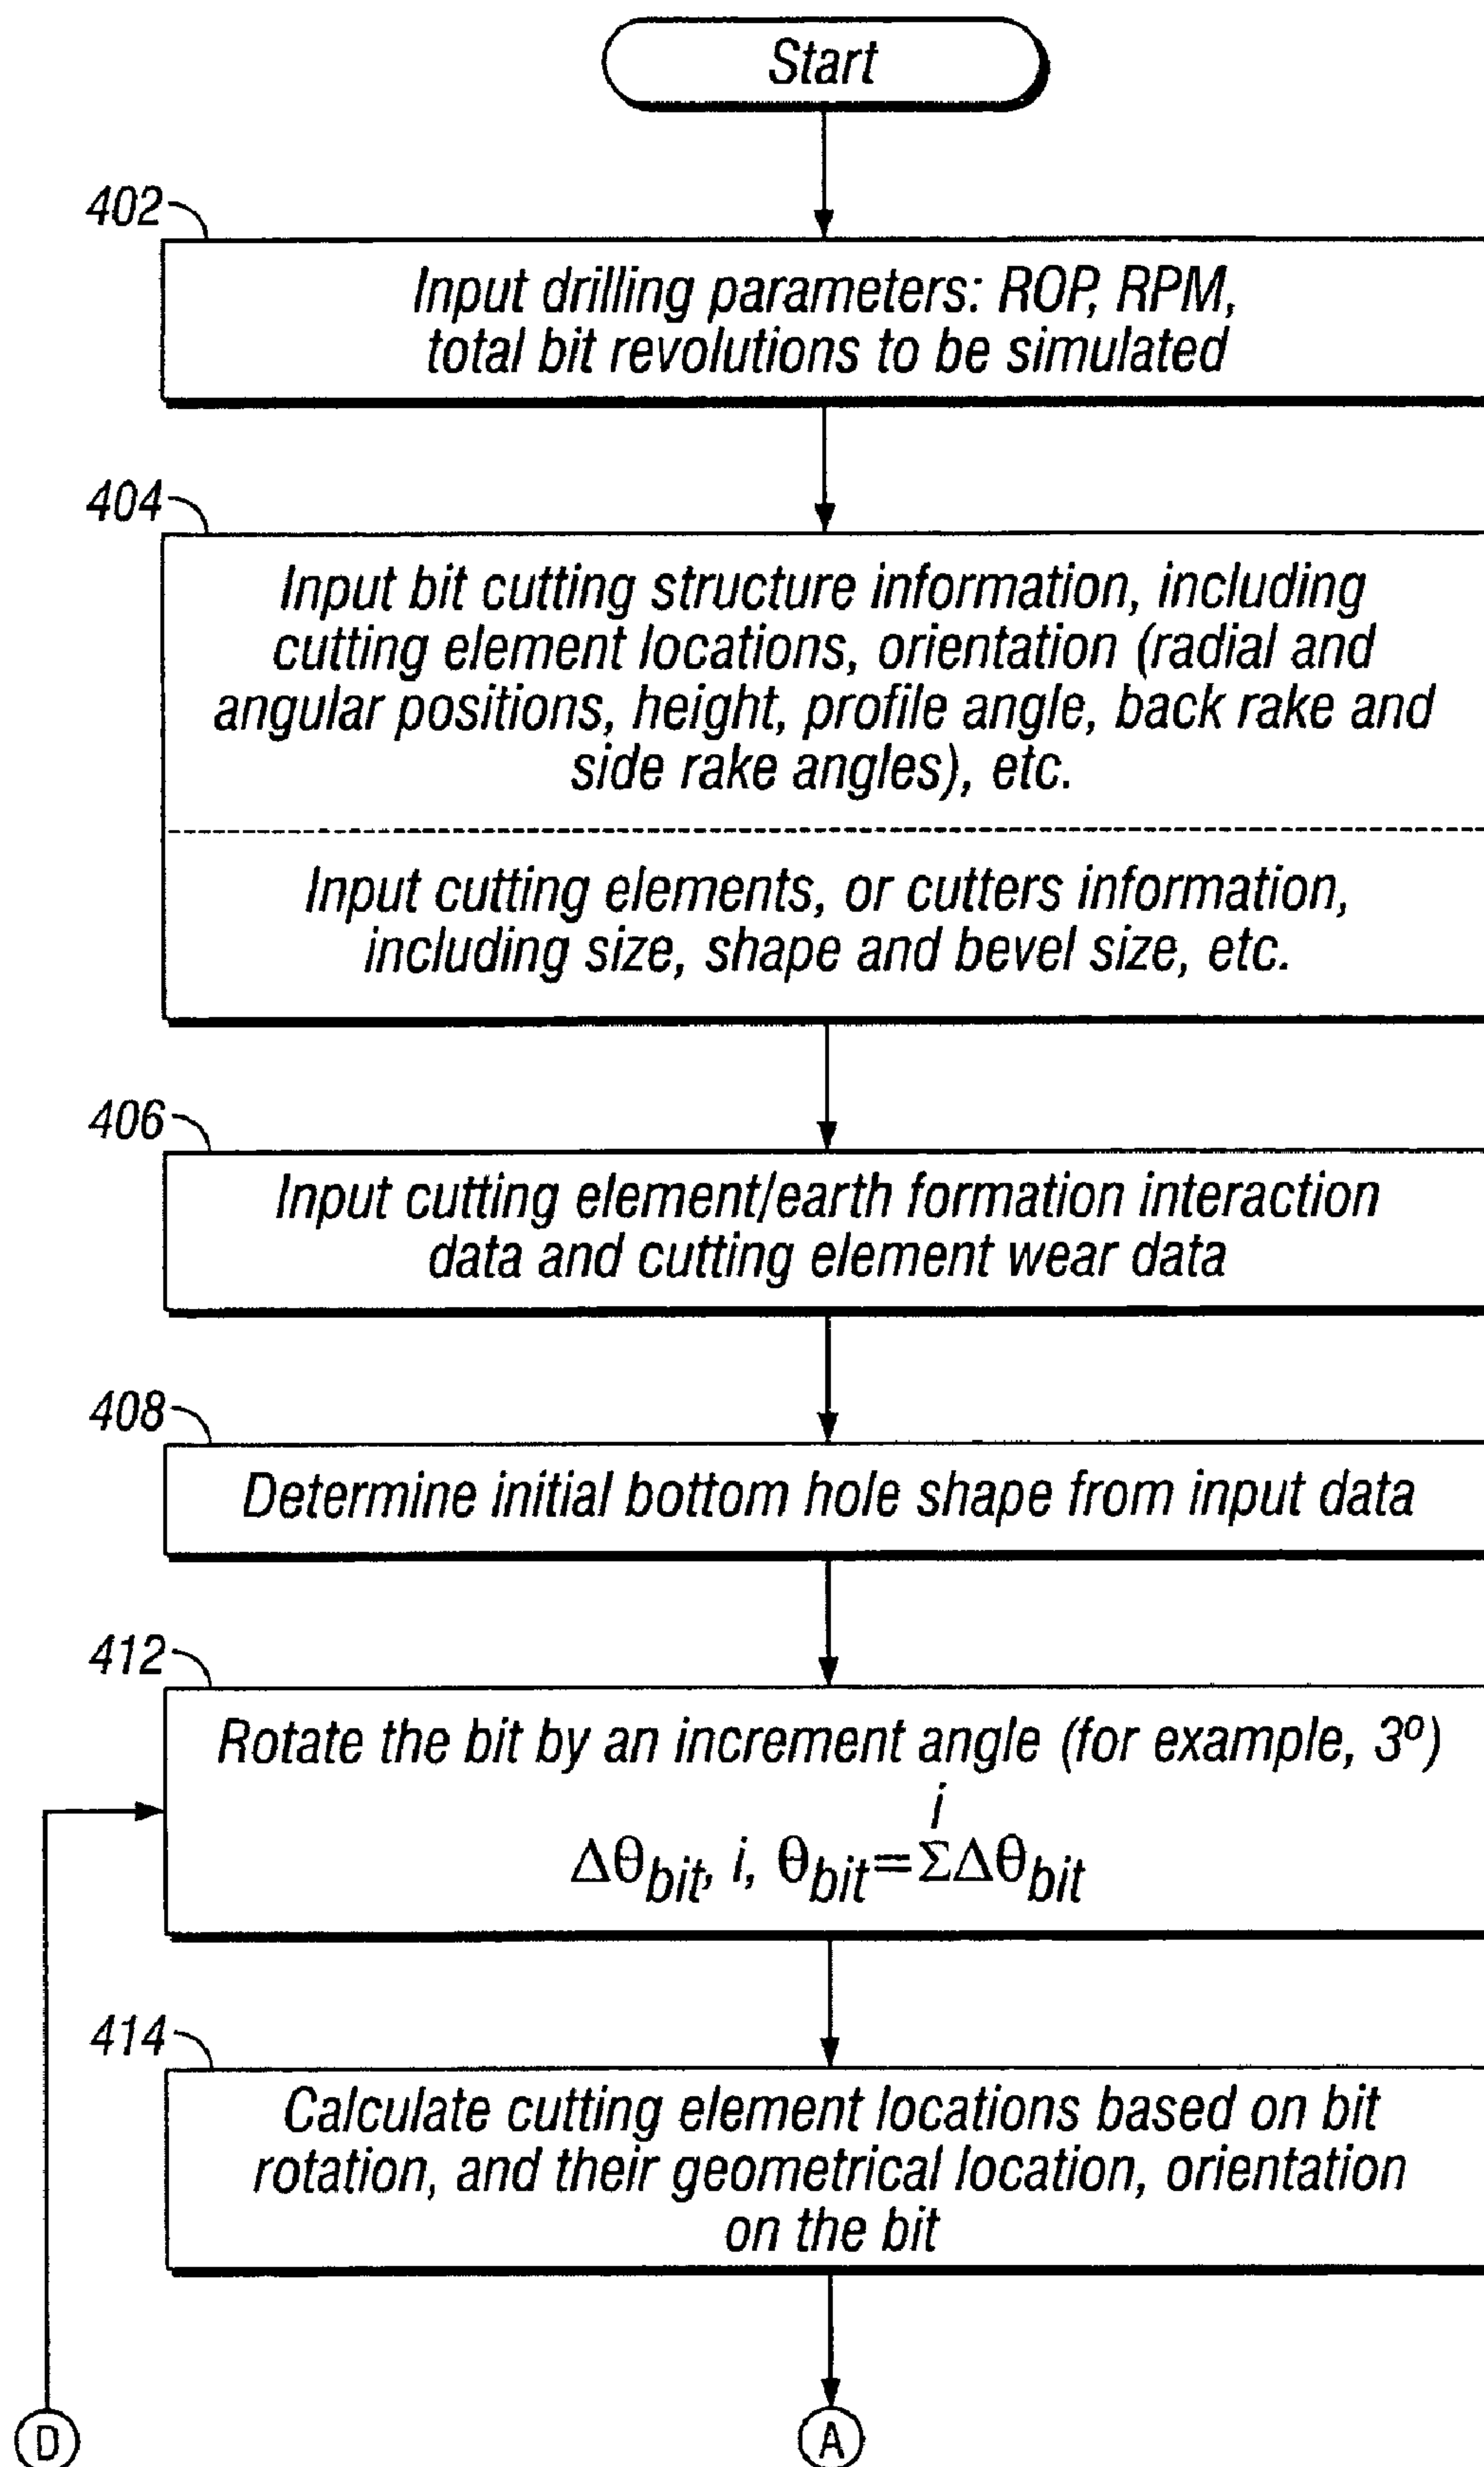 Start
402
Input drilling parameters: ROP, RPM,
total bit revolutions to be simulated
404
Input bit cutting structure information, including
cutting element locations, orientation (radial and
angular positions, height, profile angle, back rake and
side rake angles), etc.
Input cutting elements, or cutters information,
including size, shape and bevel size, etc.
406
Input cutting element/earth formation interaction
data and cutting element wear data
408
Determine initial bottom hole shape from input data
412
Rotate the bit by an increment angle (for example, 3º)
i
Δθbit, i, θbit=ΣΔθbit
414
Calculate cutting element locations based on bit
rotation, and their geometrical location, orientation
on the bit
D
A